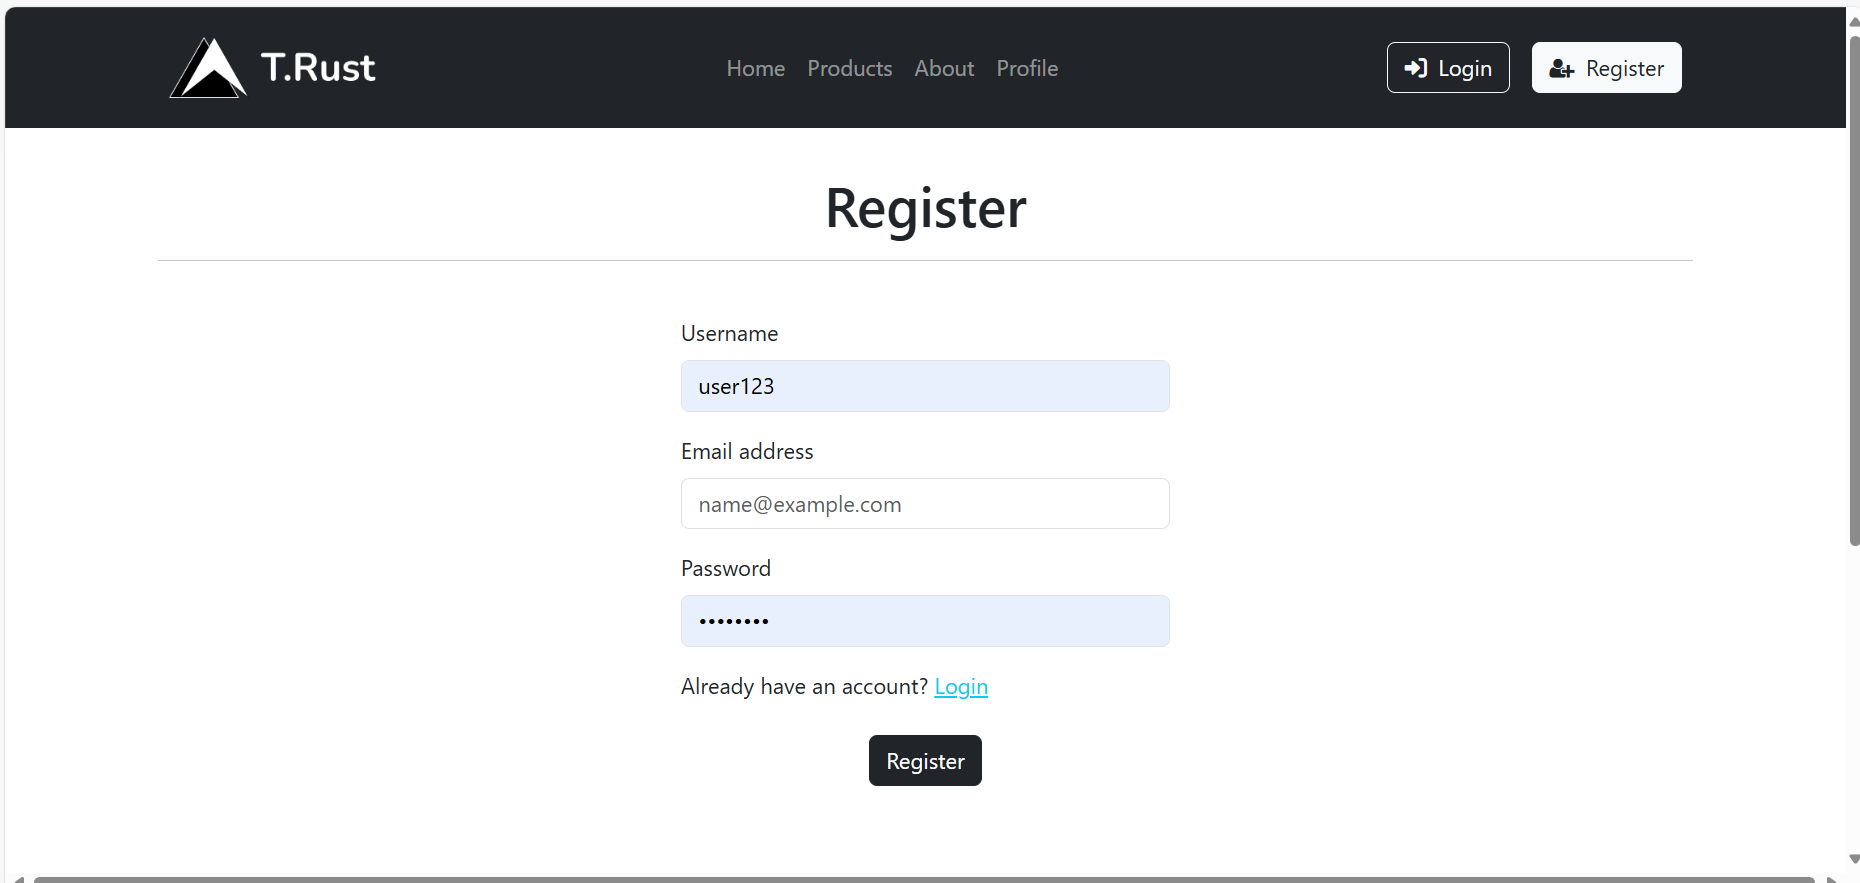 T.Rust
Home Products About Profile
Login
Register
Register
Username
user123
Email address
name@example.com
Password
••••••••
Already have an account? Login
Register